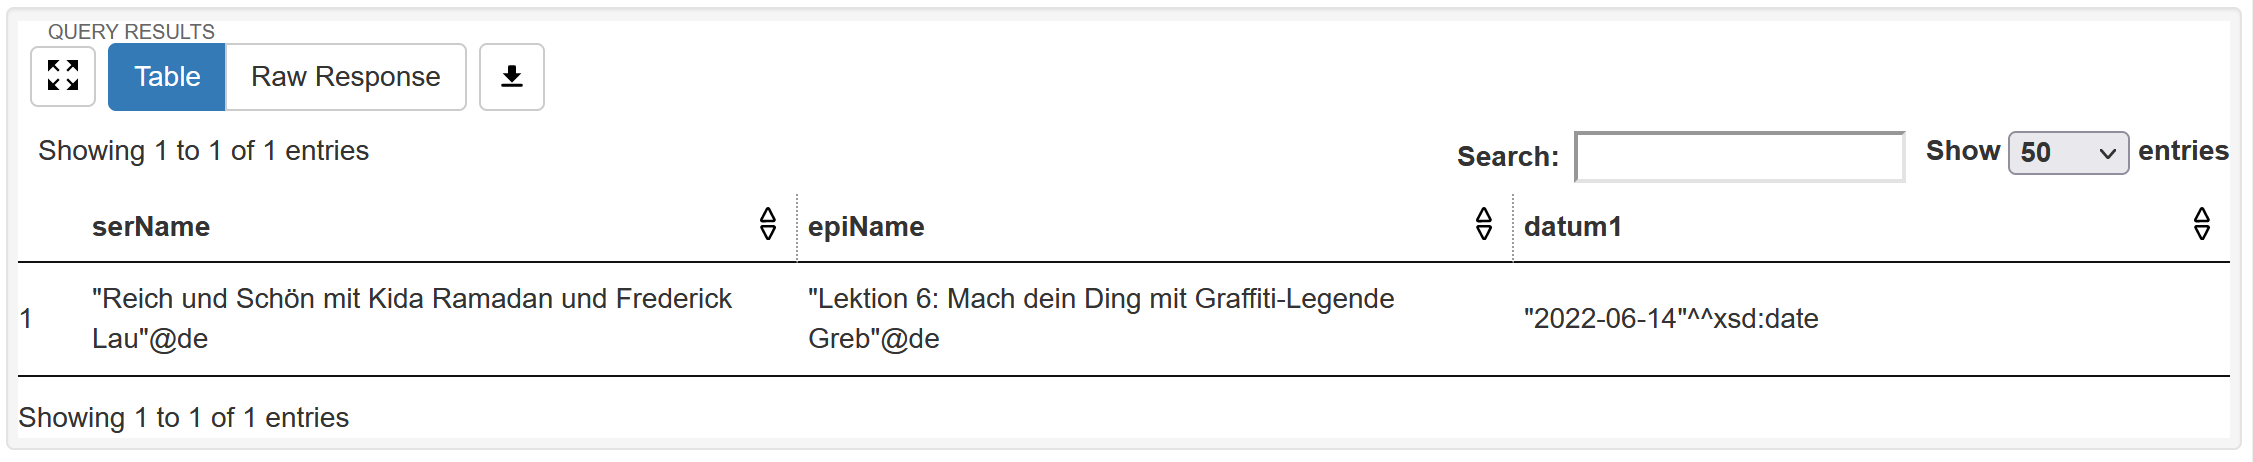 QUERY RESULTS
Table Raw Response
Showing 1 to 1 of 1 entries
Search: Show 50 entries
serName epiName datum1
1 "Reich und Schön mit Kida Ramadan und Frederick Lau"@de "Lektion 6: Mach dein Ding mit Graffiti-Legende Greb"@de "2022-06-14"^^xsd:date
Showing 1 to 1 of 1 entries